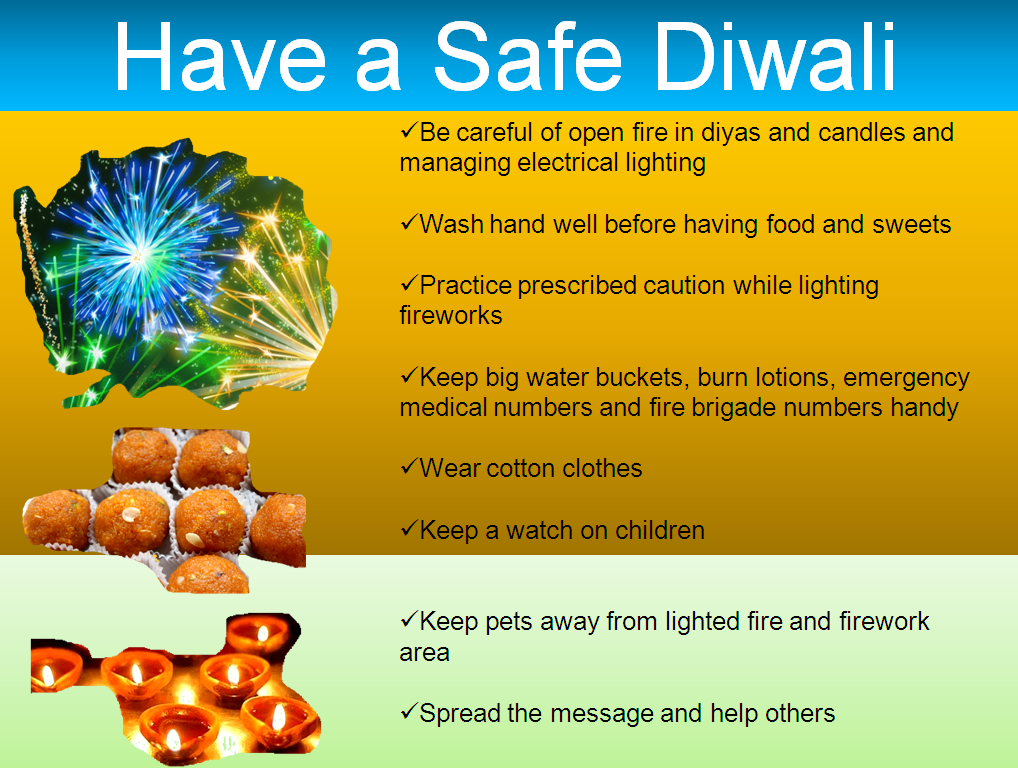 Have a Safe Diwali
✓Be careful of open fire in diyas and candles and
managing electrical lighting
✓Wash hand well before having food and sweets
✓Practice prescribed caution while lighting
fireworks
✓Keep big water buckets, burn lotions, emergency
medical numbers and fire brigade numbers handy
✓Wear cotton clothes
✓Keep a watch on children
✓Keep pets away from lighted fire and firework
area
✓Spread the message and help others